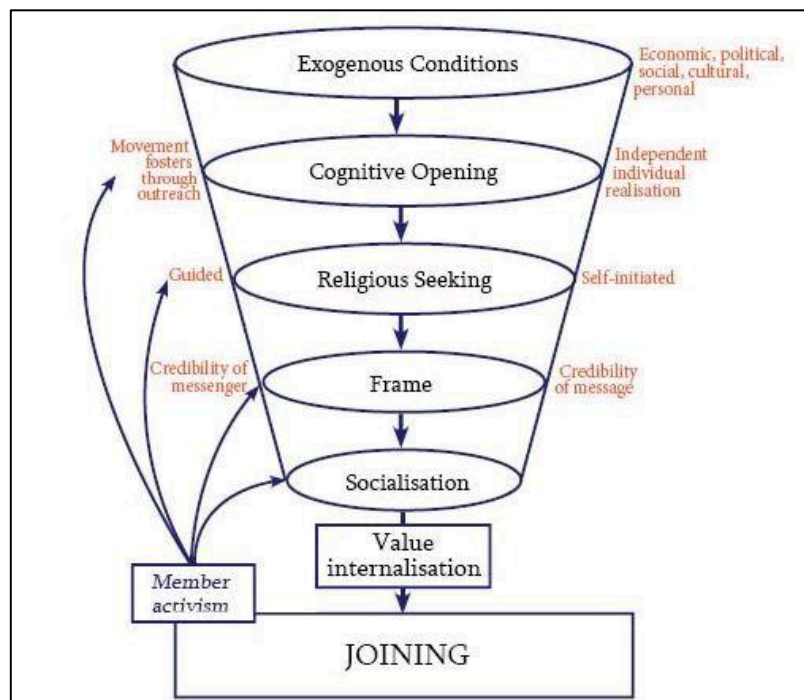 Exogenous Conditions
Economic, political,
social, cultural,
personal
Movement
fosters
through
outreach
Cognitive Opening
Independent
individual
realisation
Guided
Religious Seeking
Self-initiated
Credibility of
messenger
Frame
Credibility
of message
Socialisation
Value
internalisation
Member
activism
JOINING